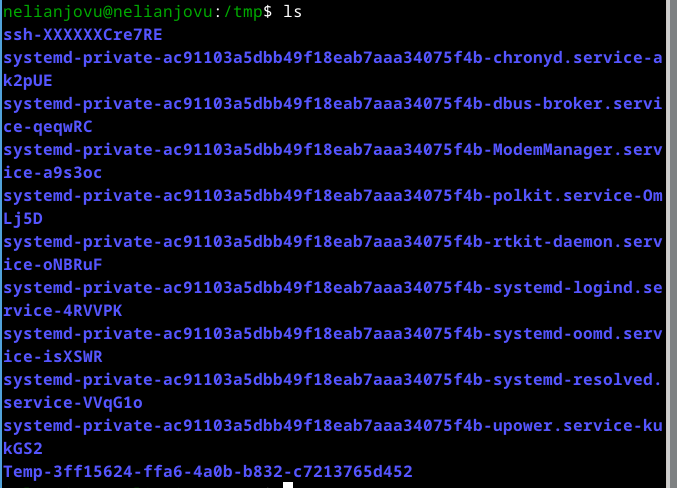 nelianjovu@nelianjovu:/tmp$ ls
ssh-XXXXXXCre7RE
systemd-private-ac91103a5dbb49f18eab7aaa34075f4b-chronyd.service-a
k2pUE
systemd-private-ac91103a5dbb49f18eab7aaa34075f4b-dbus-broker.servi
ce-qeqwRC
systemd-private-ac91103a5dbb49f18eab7aaa34075f4b-ModemManager.serv
ice-a9s3oc
systemd-private-ac91103a5dbb49f18eab7aaa34075f4b-polkit.service-Om
Lj5D
systemd-private-ac91103a5dbb49f18eab7aaa34075f4b-rtkit-daemon.serv
ice-oNBRuF
systemd-private-ac91103a5dbb49f18eab7aaa34075f4b-systemd-logind.se
rvice-4RVVPK
systemd-private-ac91103a5dbb49f18eab7aaa34075f4b-systemd-oomd.serv
ice-isXSWR
systemd-private-ac91103a5dbb49f18eab7aaa34075f4b-systemd-resolved.
service-VVqG1o
systemd-private-ac91103a5dbb49f18eab7aaa34075f4b-upower.service-ku
kGS2
Temp-3ff15624-ffa6-4a0b-b832-c7213765d452